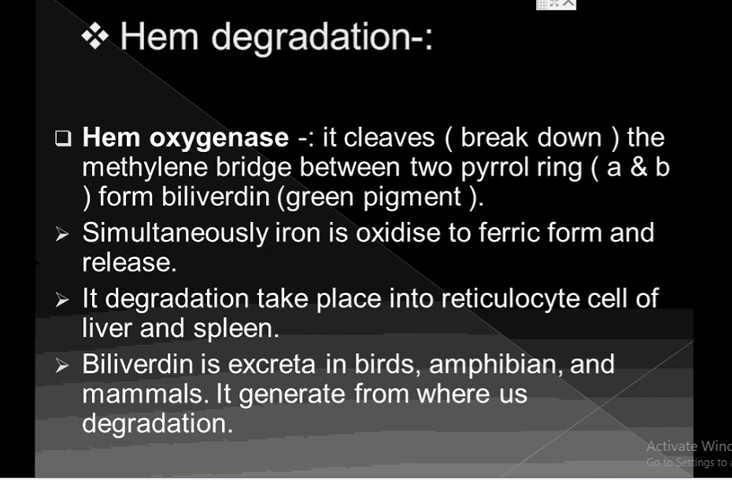 Hem degradation-:
Hem oxygenase -: it cleaves ( break down ) the
methylene bridge between two pyrrol ring ( a & b
) form biliverdin (green pigment ).
Simultaneously iron is oxidise to ferric form and
release.
It degradation take place into reticulocyte cell of
liver and spleen.
Biliverdin is excreta in birds, amphibian, and
mammals. It generate from where us
degradation.
Activate Winc
Go to Settings to a